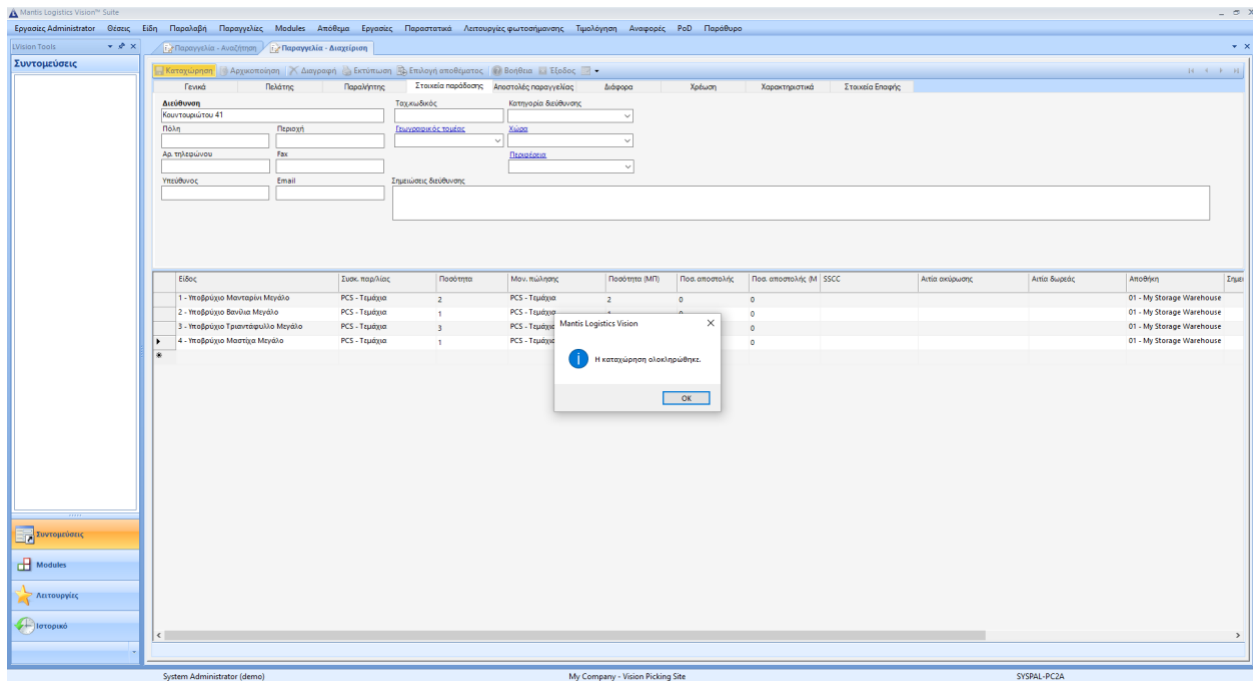 Mantis Logistics Vision™ Suite
Εργασίες Administrator Θέσεις Είδη Παραλαβή Παραγγελίες Modules Απόθεμα Εργασίες Παραστατικά Λειτουργίες φωτοσήμανσης Τιμολόγηση Αναφορές PoD Παράθυρο
LVision Tools
Παραγγελία - Αναζήτηση Παραγγελία - Διαχείριση
Συντομεύσεις
Καταχώρηση Αρχικοποίηση Διαγραφή Εκτύπωση Επιλογή αποθέματος Βοήθεια Έξοδος
Γενικά Πελάτης Παραλήπτης Στοιχεία παράδοσης Αποστολές παραγγελίας Διάφορα Χρέωση Χαρακτηριστικά Στοιχεία Επαφής
Διεύθυνση Ταχ.κωδικός Κατηγορία διεύθυνσης
Κουντουριώτου 41
Πόλη Περιοχή Γεωγραφικός τομέας Χώρα
Αρ. τηλεφώνου Fax Περιφέρεια
Υπεύθυνος Email Σημειώσεις διεύθυνσης
Είδος Συσκ. παρ/λίας Ποσότητα Μον. πώλησης Ποσότητα (ΜΠ) Ποσ. αποστολής Ποσ. αποστολής (Μ SSCC Αιτία ακύρωσης Αιτία δωρεάς Αποθήκη Σημει
1 - Υποβρύχιο Μανταρίνι Μεγάλο PCS - Τεμάχια 2 PCS - Τεμάχια 2 0 0 01 - My Storage Warehouse
2 - Υποβρύχιο Βανίλια Μεγάλο PCS - Τεμάχια 1 PCS - Τεμάχια 0 01 - My Storage Warehouse
3 - Υποβρύχιο Τριαντάφυλλο Μεγάλο PCS - Τεμάχια 3 PCS - Τεμάχια 0 01 - My Storage Warehouse
4 - Υποβρύχιο Μαστίχα Μεγάλο PCS - Τεμάχια 1 PCS - Τεμάχια 0 01 - My Storage Warehouse
Mantis Logistics Vision
Η καταχώρηση ολοκληρώθηκε.
OK
Συντομεύσεις
Modules
Λειτουργίες
Ιστορικό
System Administrator (demo) My Company - Vision Picking Site SYSPAL-PC2A